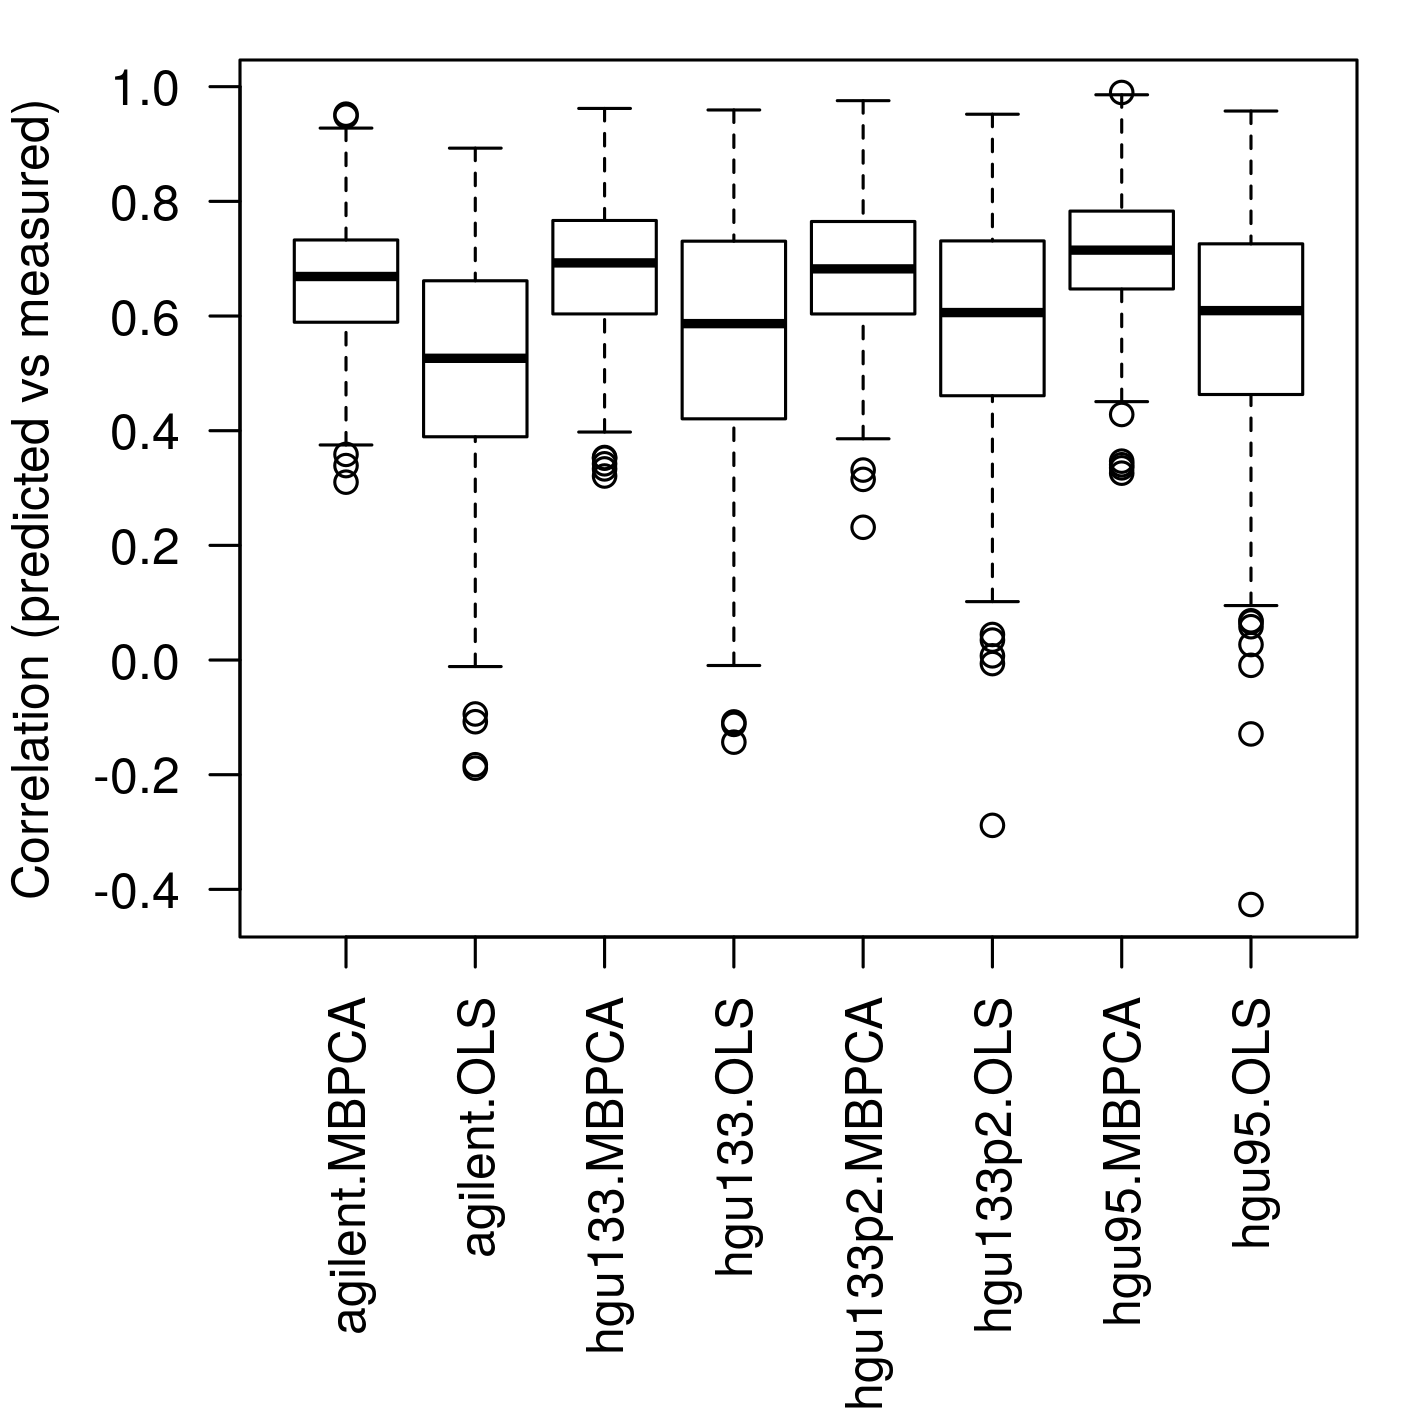 Correlation (predicted vs measured)
1.0
0.8
0.6
0.4
0.2
0.0
-0.2
-0.4
agilent.MBPCA
agilent.OLS
hgu133.MBPCA
hgu133.OLS
hgu133p2.MBPCA
hgu133p2.OLS
hgu95.MBPCA
hgu95.OLS